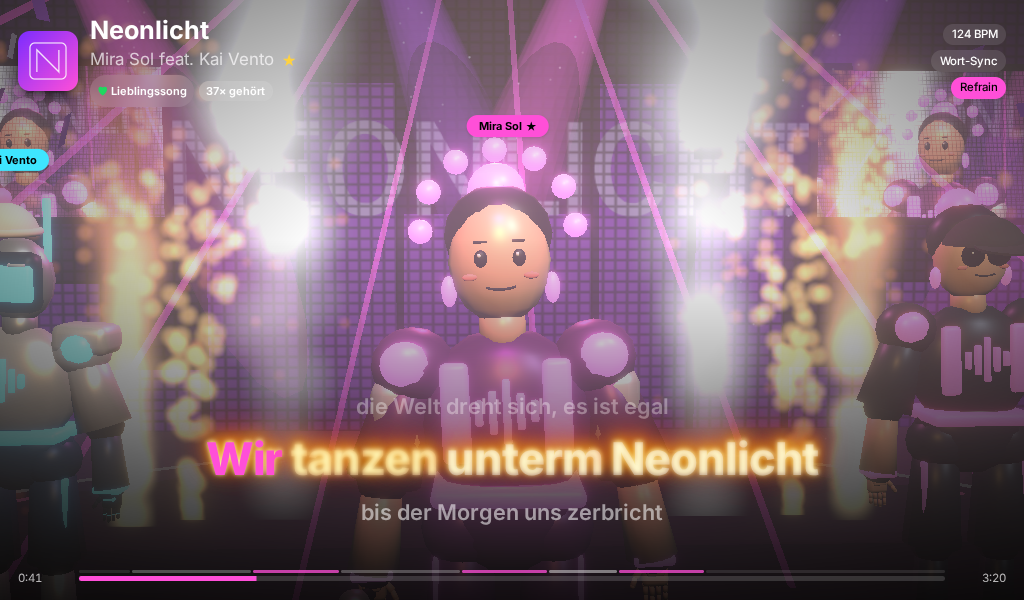 Neonlicht
Mira Sol feat. Kai Vento ★
Lieblingssong
37× gehört
124 BPM
Wort-Sync
Refrain
Mira Sol ★
i Vento
die Welt dreht sich, es ist egal
Wir tanzen unterm Neonlicht
bis der Morgen uns zerbricht
0:41
3:20